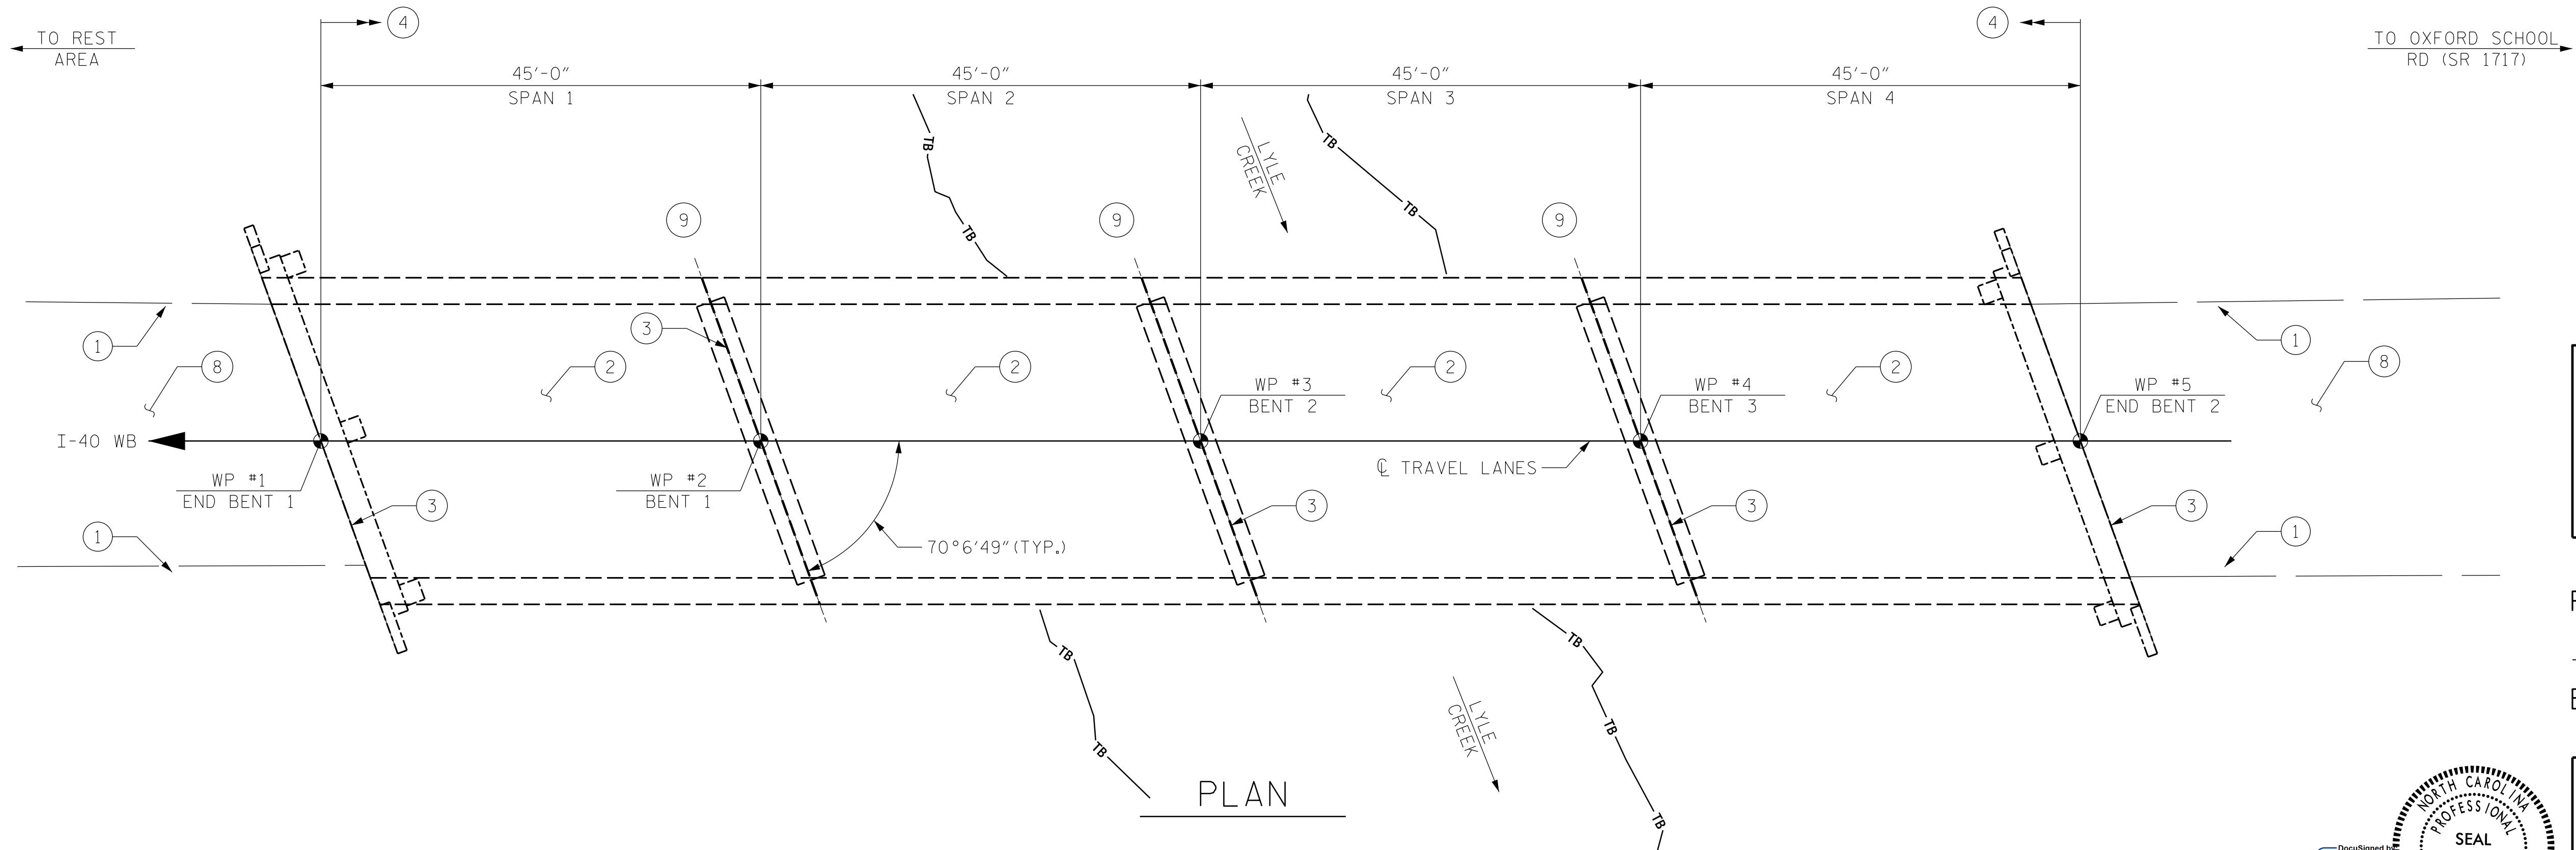 TO REST
AREA
4
4
TO OXFORD SCHOOL
RD (SR 1717)
45'-0"
SPAN 1
45'-0"
SPAN 2
45'-0"
SPAN 3
45'-0"
SPAN 4
TB
TB
LYLE
CREEK
TB
TB
9
9
9
1
8
3
2
2
2
2
1
8
I-40 WB
WP #1
END BENT 1
WP #2
BENT 1
WP #3
BENT 2
WP #4
BENT 3
WP #5
END BENT 2
℄ TRAVEL LANES
3
3
3
3
1
1
70°6'49"(TYP.)
TB
TB
TB
TB
TB
LYLE
CREEK
PLAN
NORTH CAROLINA
PROFESSIONAL
SEAL
DocuSigned by: